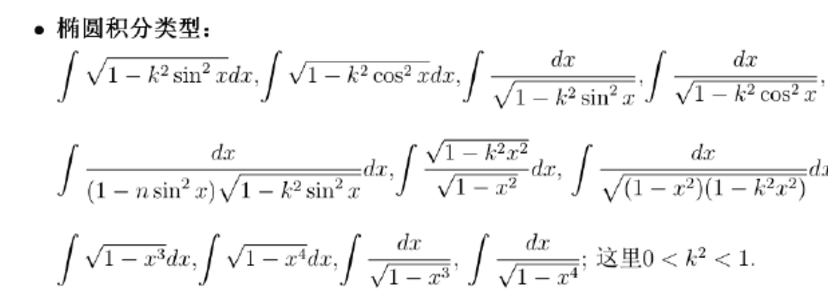 • 椭圆积分类型：
∫ √(1 − k² sin² x)dx, ∫ √(1 − k² cos² x)dx, ∫ dx/√(1 − k² sin² x), ∫ dx/√(1 − k² cos² x),
∫ dx/((1 − n sin² x)√(1 − k² sin² x))dx, ∫ √(1 − k²x²)/√(1 − x²) dx, ∫ dx/√((1 − x²)(1 − k²x²))dx
∫ √(1 − x³)dx, ∫ √(1 − x⁴)dx, ∫ dx/√(1 − x³), ∫ dx/√(1 − x⁴); 这里0 < k² < 1.